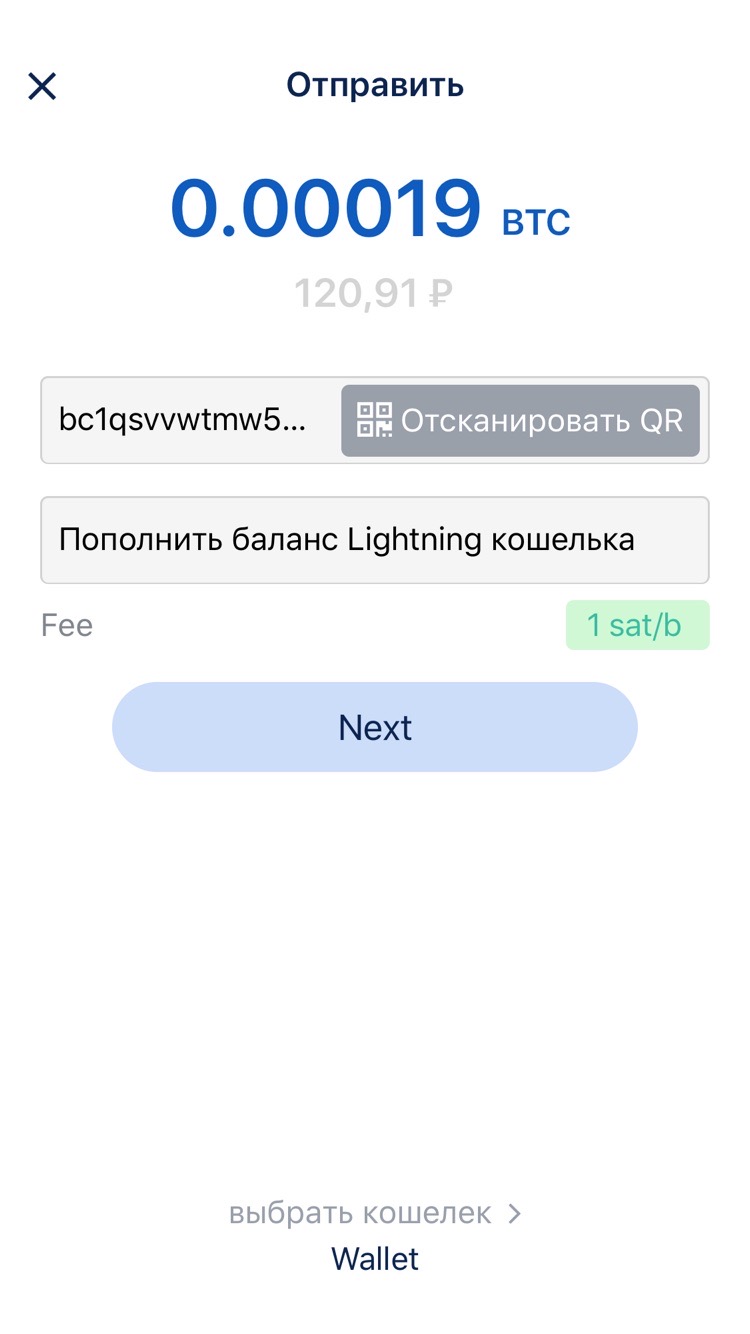 Отправить
0.00019 BTC
120,91 ₽
bc1qsvvwtmw5... Отсканировать QR
Пополнить баланс Lightning кошелька
Fee 1 sat/b
Next
выбрать кошелек
Wallet